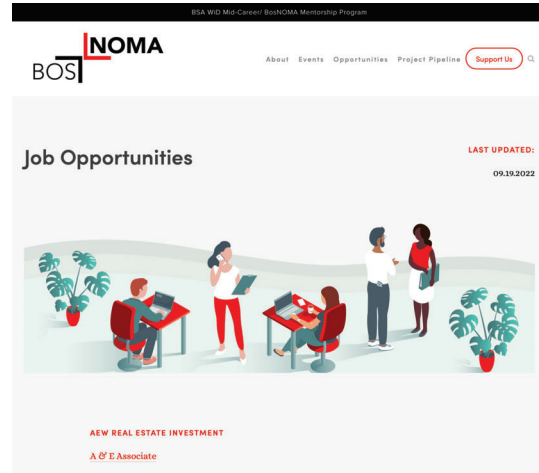 BSA WID Mid-Career/ BosNOMA Mentorship Program
BOS NOMA
About Events Opportunities Project Pipeline Support Us
Job Opportunities
LAST UPDATED:
09.19.2022
AEW REAL ESTATE INVESTMENT
A & E Associate